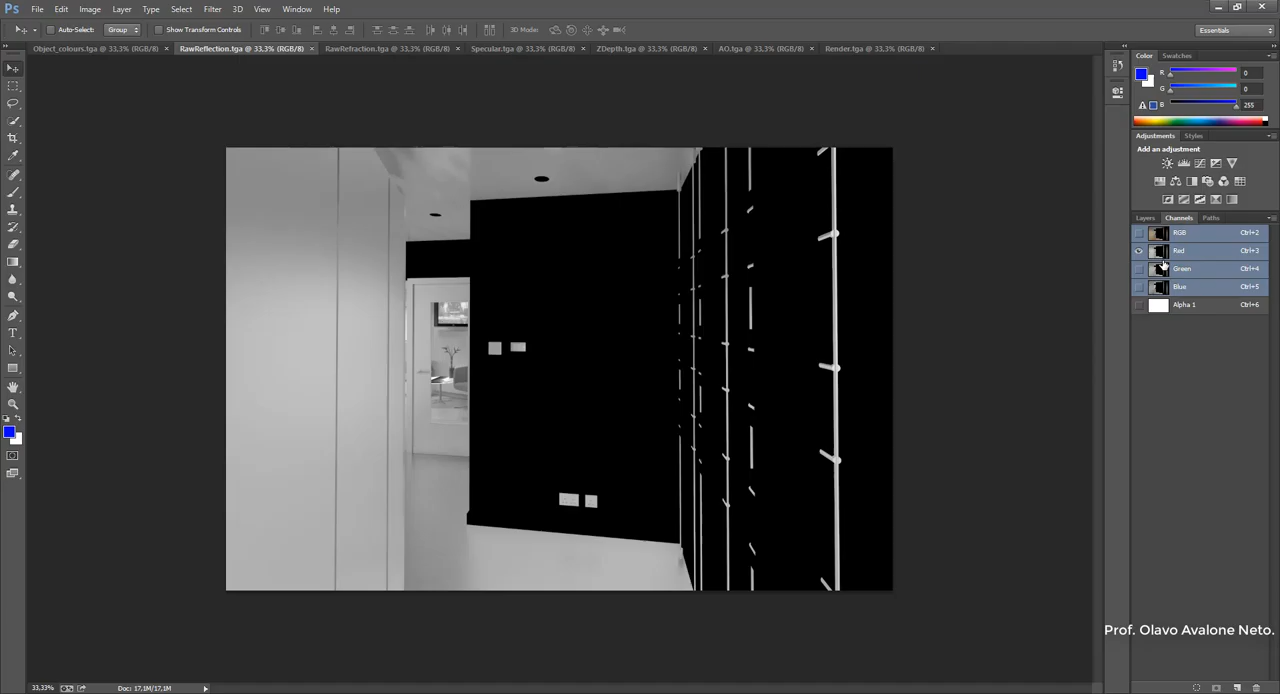 Ps File Edit Image Layer Type Select Filter 3D View Window Help
Auto-Select: Group Show Transform Controls 3D Mode: Essentials
Object_colours.tga @ 33,3% (RGB/8) × RawReflection.tga @ 33,3% (RGB/8) × RawRefraction.tga @ 33,3% (RGB/8) × Specular.tga @ 33,3% (RGB/8) × ZDepth.tga @ 33,3% (RGB/8) × AO.tga @ 33,3% (RGB/8) × Render.tga @ 33,3% (RGB/8) ×
Color Swatches
R 0
G 0
B 255
Adjustments Styles
Add an adjustment
Layers Channels Paths
RGB Ctrl+2
Red Ctrl+3
Green Ctrl+4
Blue Ctrl+5
Alpha 1 Ctrl+6
Prof. Olavo Avalone Neto.
33,33% Doc: 17,1M/17,1M